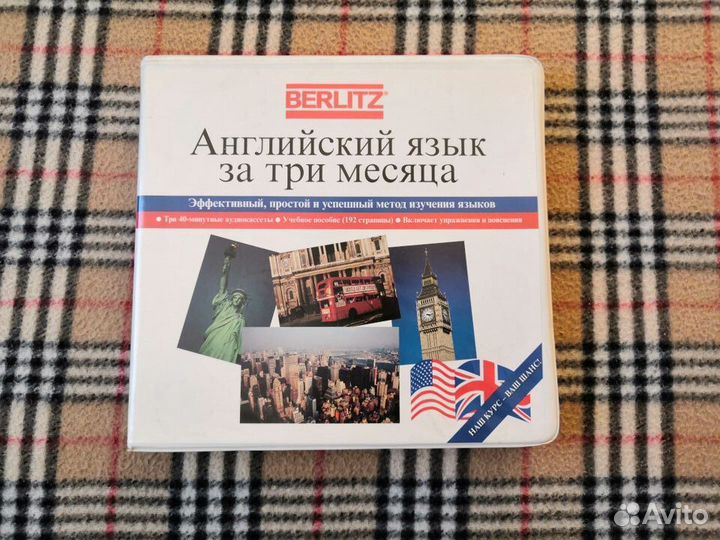 BERLITZ®
Английский язык
за три месяца
Эффективный, простой и успешный метод изучения языков
● Три 40-минутные аудиокассеты ● Учебное пособие (192 страницы) ● Включает упражнения и пояснения
НАШ КУРС – ВАШ ШАНС!
Avito